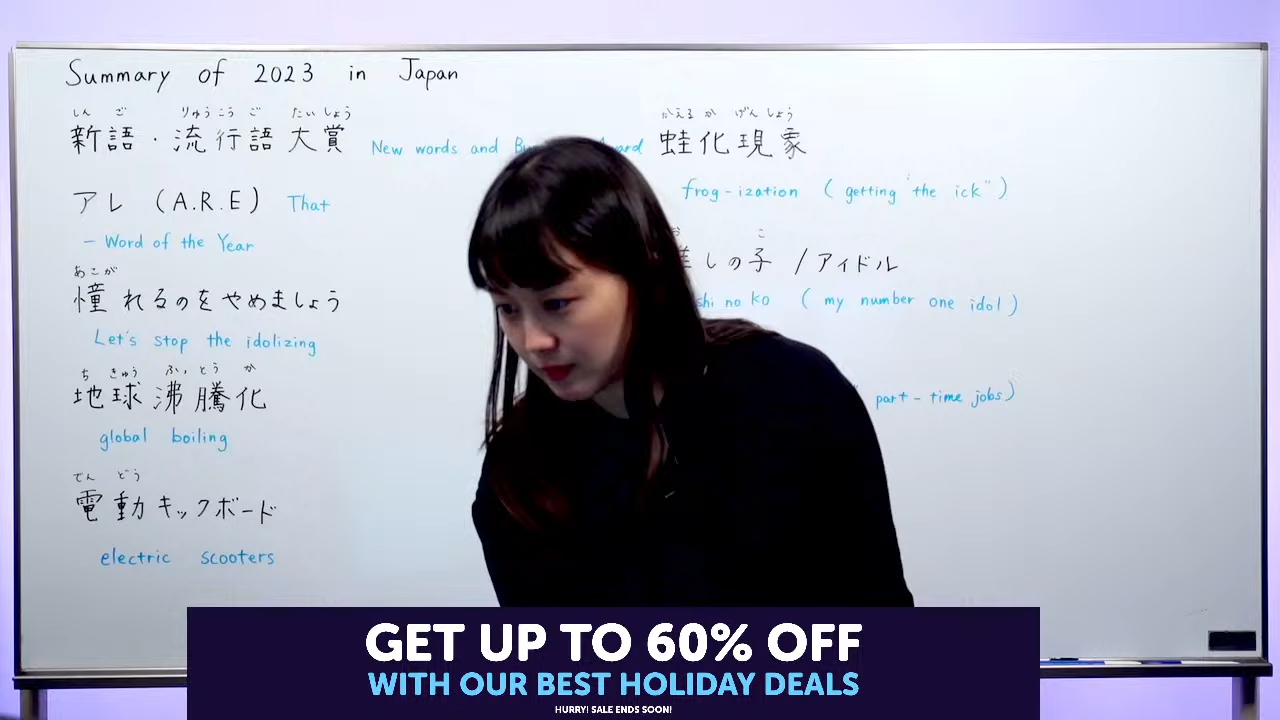 Summary of 2023 in Japan
しん ご りゅう こう ご たい しょう
新語・流行語 大賞 New words and
アレ (A.R.E) That
- Word of the Year
あこが
憧れるのをやめましょう
Let's stop the idolizing
ち きゅう ふっ とう か
地球沸騰化
global boiling
でん どう
電動キックボード
electric scooters
かえる か げん しょう
蛙化現象
frog-ization ( getting "the ick" )
お こ
しの子 / アイドル
no ko ( my number one idol )
part-time jobs)
GET UP TO 60% OFF
WITH OUR BEST HOLIDAY DEALS
HURRY! SALE ENDS SOON!